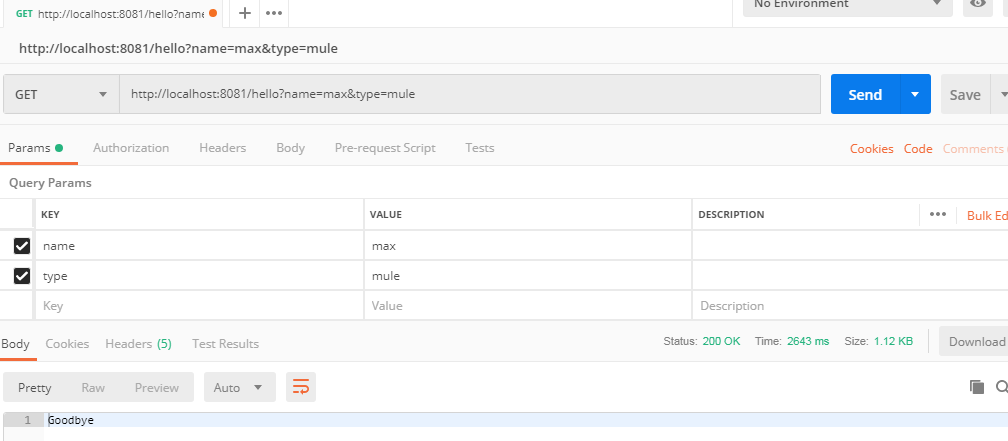 GET http://localhost:8081/hello?name No Environment
http://localhost:8081/hello?name=max&type=mule
GET http://localhost:8081/hello?name=max&type=mule Send Save
Params Authorization Headers Body Pre-request Script Tests Cookies Code Comments
Query Params
KEY VALUE DESCRIPTION Bulk Ed
name max
type mule
Key Value Description
Body Cookies Headers (5) Test Results Status: 200 OK Time: 2643 ms Size: 1.12 KB Download
Pretty Raw Preview Auto
1 Goodbye